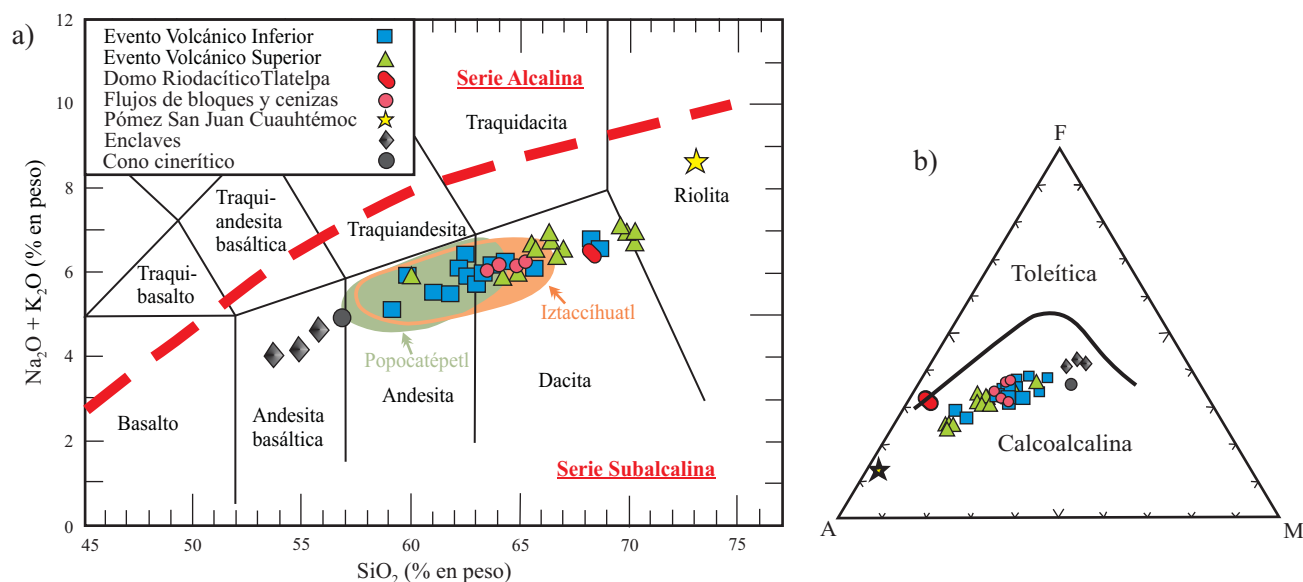 a)
12
10
8
6
4
2
0
Na₂O + K₂O (% en peso)
Evento Volcánico Inferior
Evento Volcánico Superior
Domo RiodacíticoTlatelpa
Flujos de bloques y cenizas
Pómez San Juan Cuauhtémoc
Enclaves
Cono cinerítico
Serie Alcalina
Traquidacita
Riolita
Traqui-
andesita
basáltica
Traquiandesita
Traqui-
basalto
Iztaccíhuatl
Popocatépetl
Basalto
Andesita
basáltica
Andesita
Dacita
Serie Subalcalina
45
50
55
60
65
70
75
SiO₂ (% en peso)
b)
F
Toleítica
Calcoalcalina
A
M